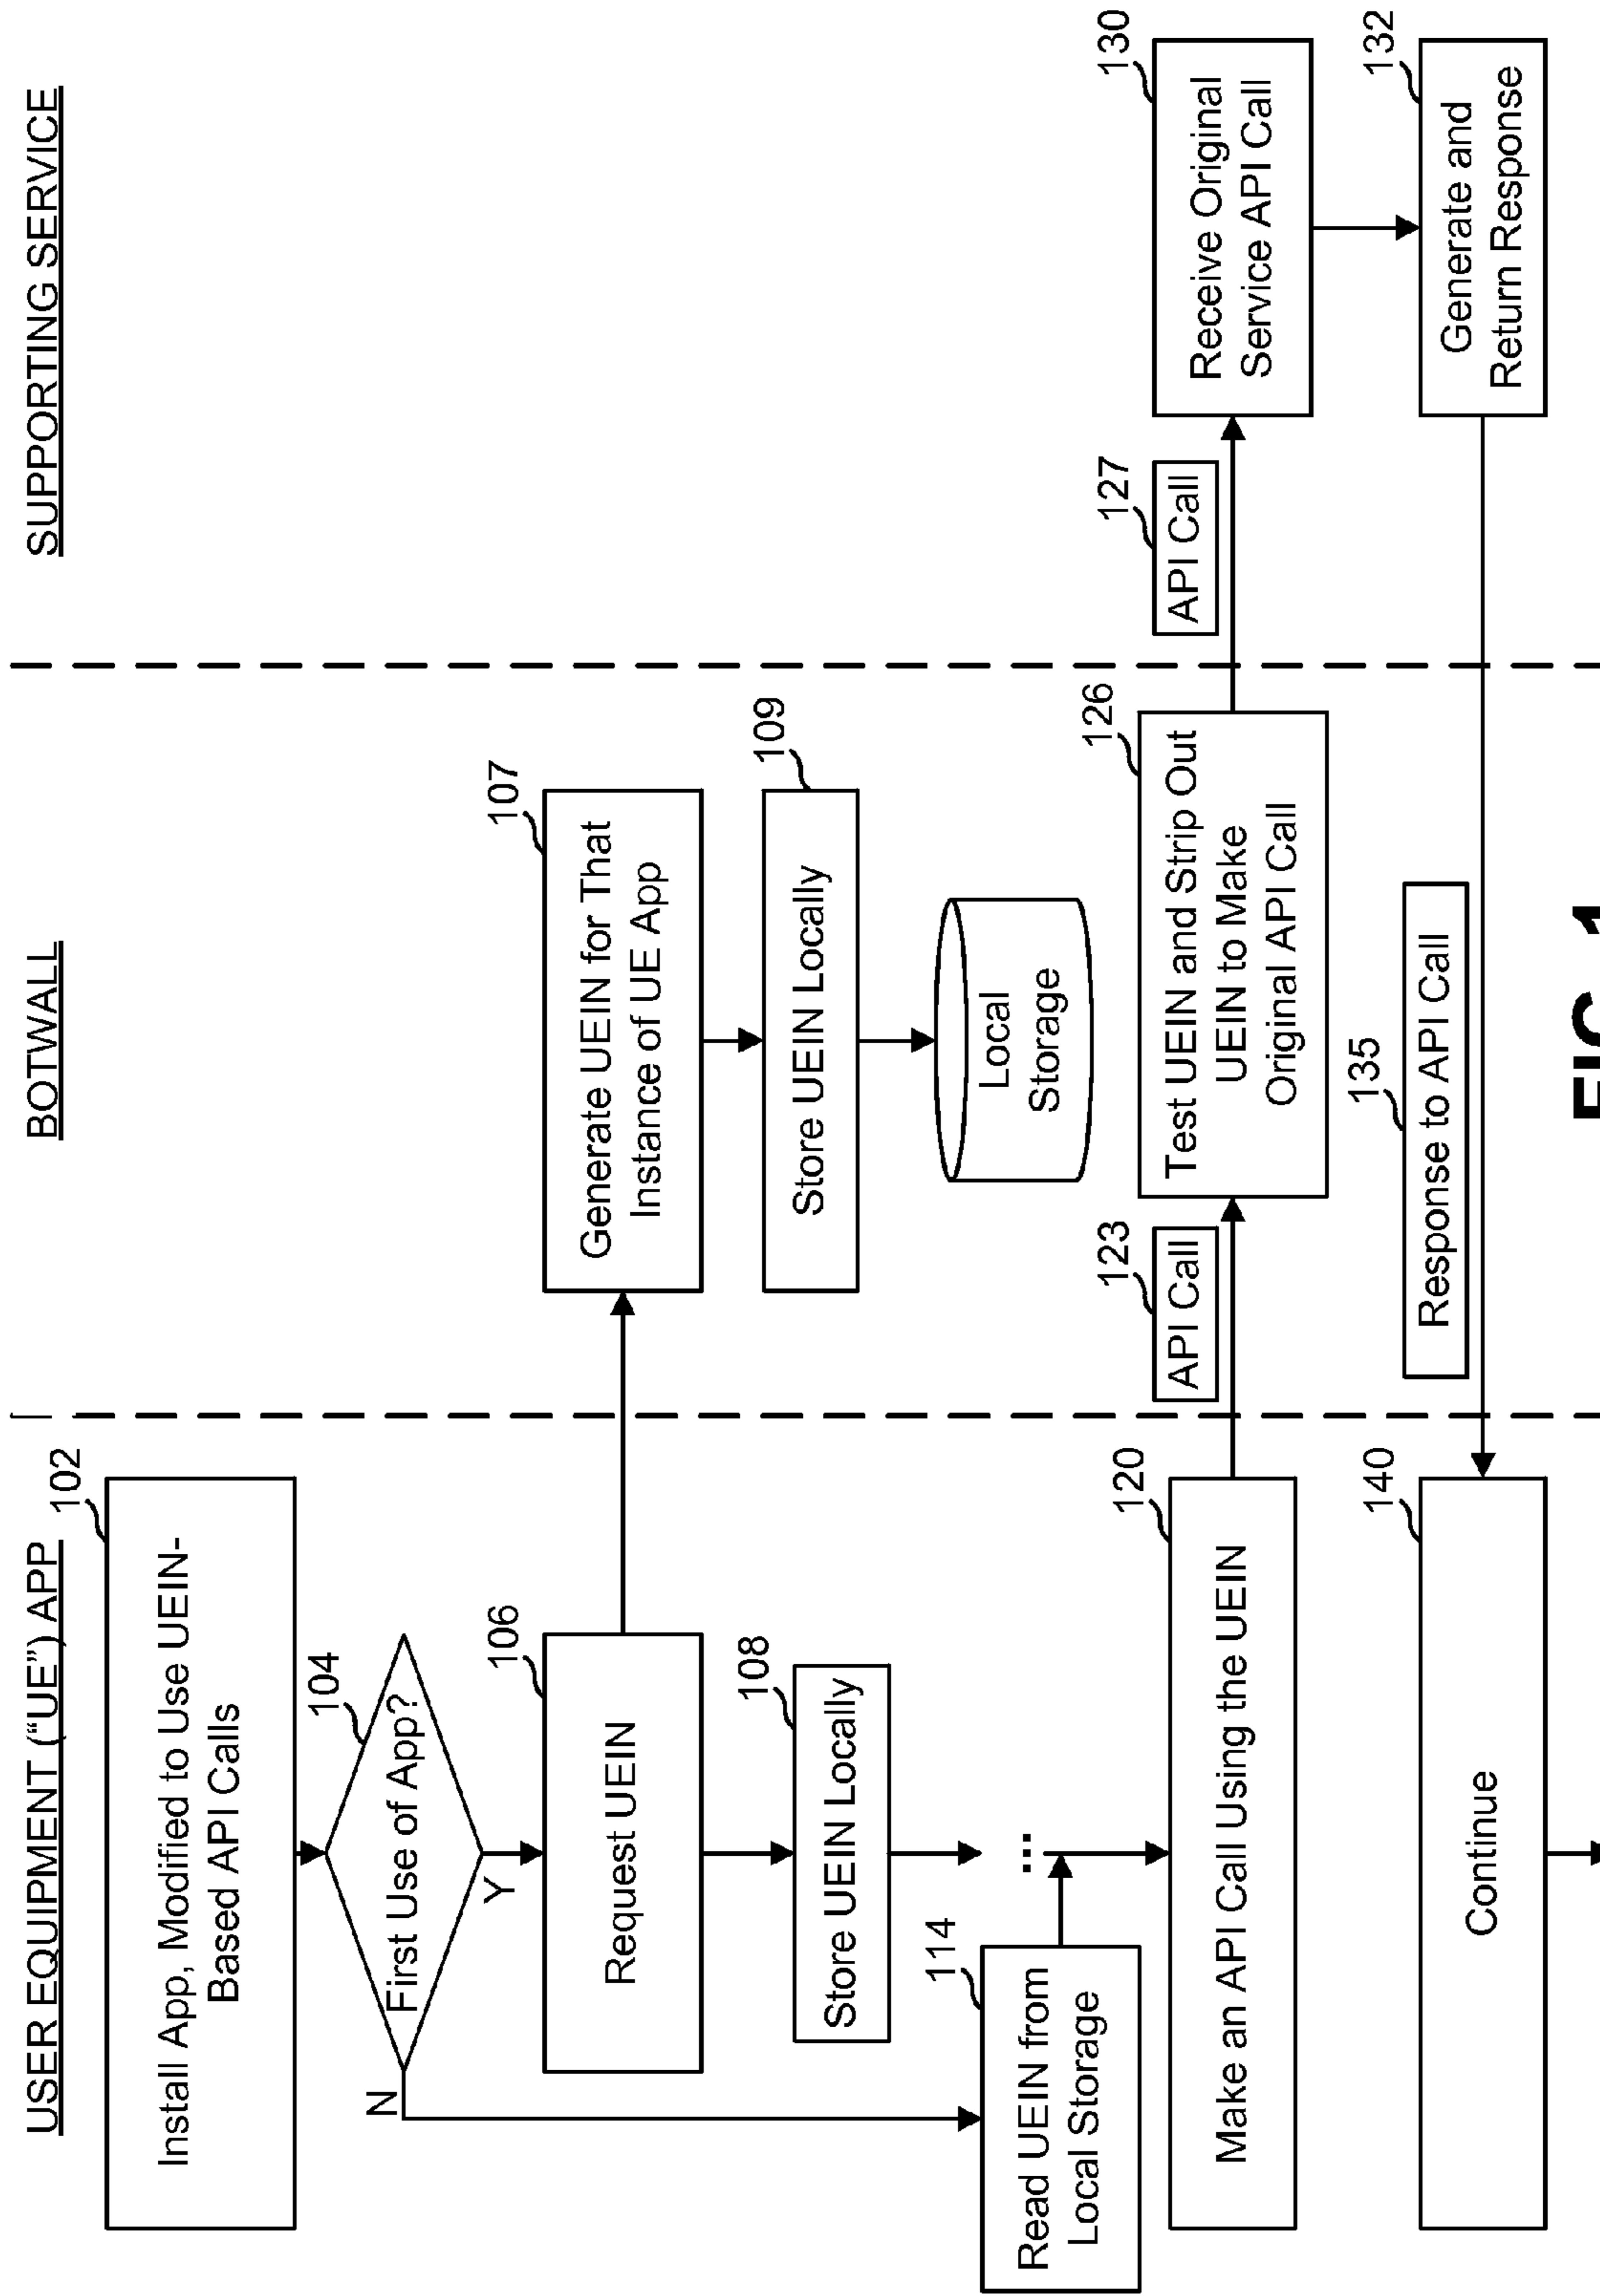 USER EQUIPMENT (“UE”) APP
BOTWALL
SUPPORTING SERVICE
102
Install App, Modified to Use UEIN-
Based API Calls
104
First Use of App?
N
Y
106
Request UEIN
107
Generate UEIN for That
Instance of UE App
108
Store UEIN Locally
109
Store UEIN Locally
Local
Storage
114
Read UEIN from
Local Storage
...
120
Make an API Call Using the UEIN
123
API Call
126
Test UEIN and Strip Out
UEIN to Make
Original API Call
127
API Call
130
Receive Original
Service API Call
132
Generate and
Return Response
135
Response to API Call
140
Continue
FIG. 1